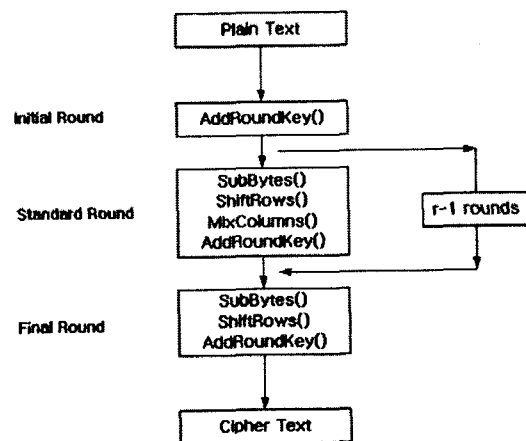 Plain Text
Initial Round
AddRoundKey()
Standard Round
SubBytes()
ShiftRows()
MixColumns()
AddRoundKey()
r-1 rounds
Final Round
SubBytes()
ShiftRows()
AddRoundKey()
Cipher Text